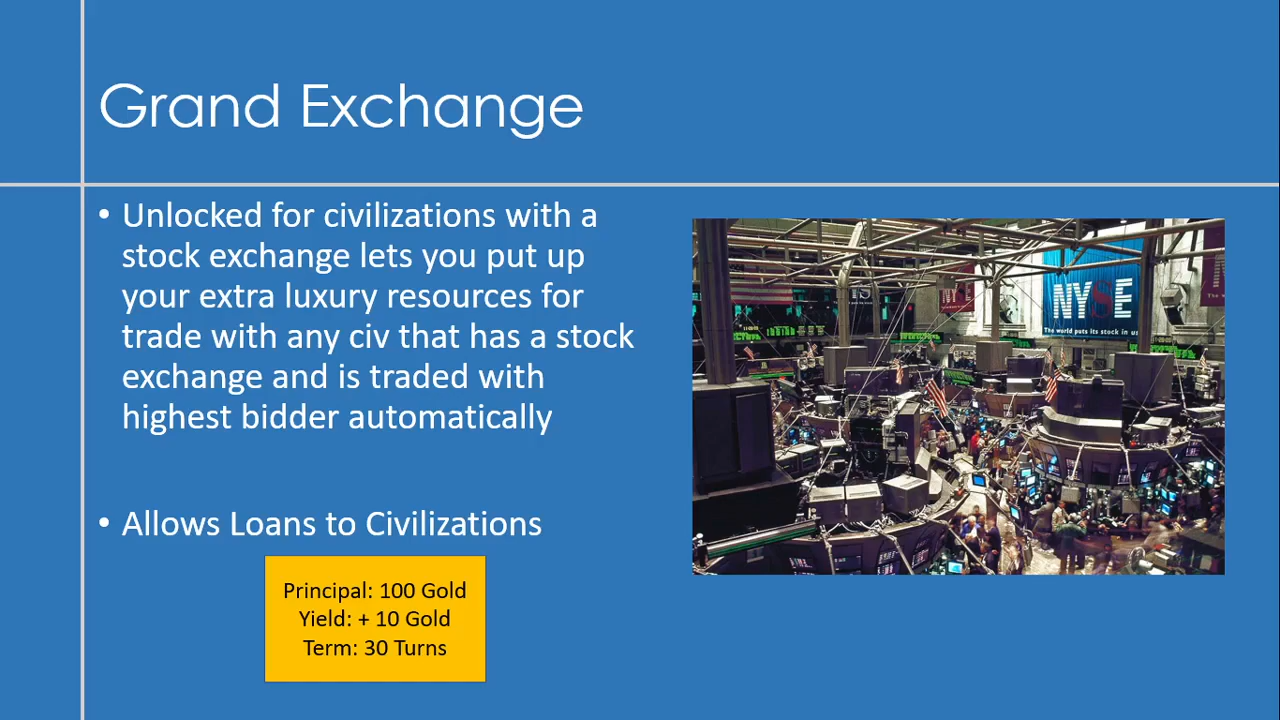 Grand Exchange
• Unlocked for civilizations with a
stock exchange lets you put up
your extra luxury resources for
trade with any civ that has a stock
exchange and is traded with
highest bidder automatically
NYSE
The world puts its stock in us
• Allows Loans to Civilizations
Principal: 100 Gold
Yield: + 10 Gold
Term: 30 Turns